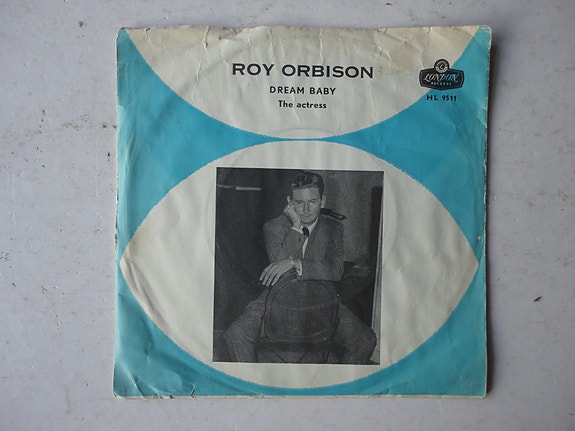 ROY ORBISON
DREAM BABY
The actress
LONDON
RECORDS
HL 9511